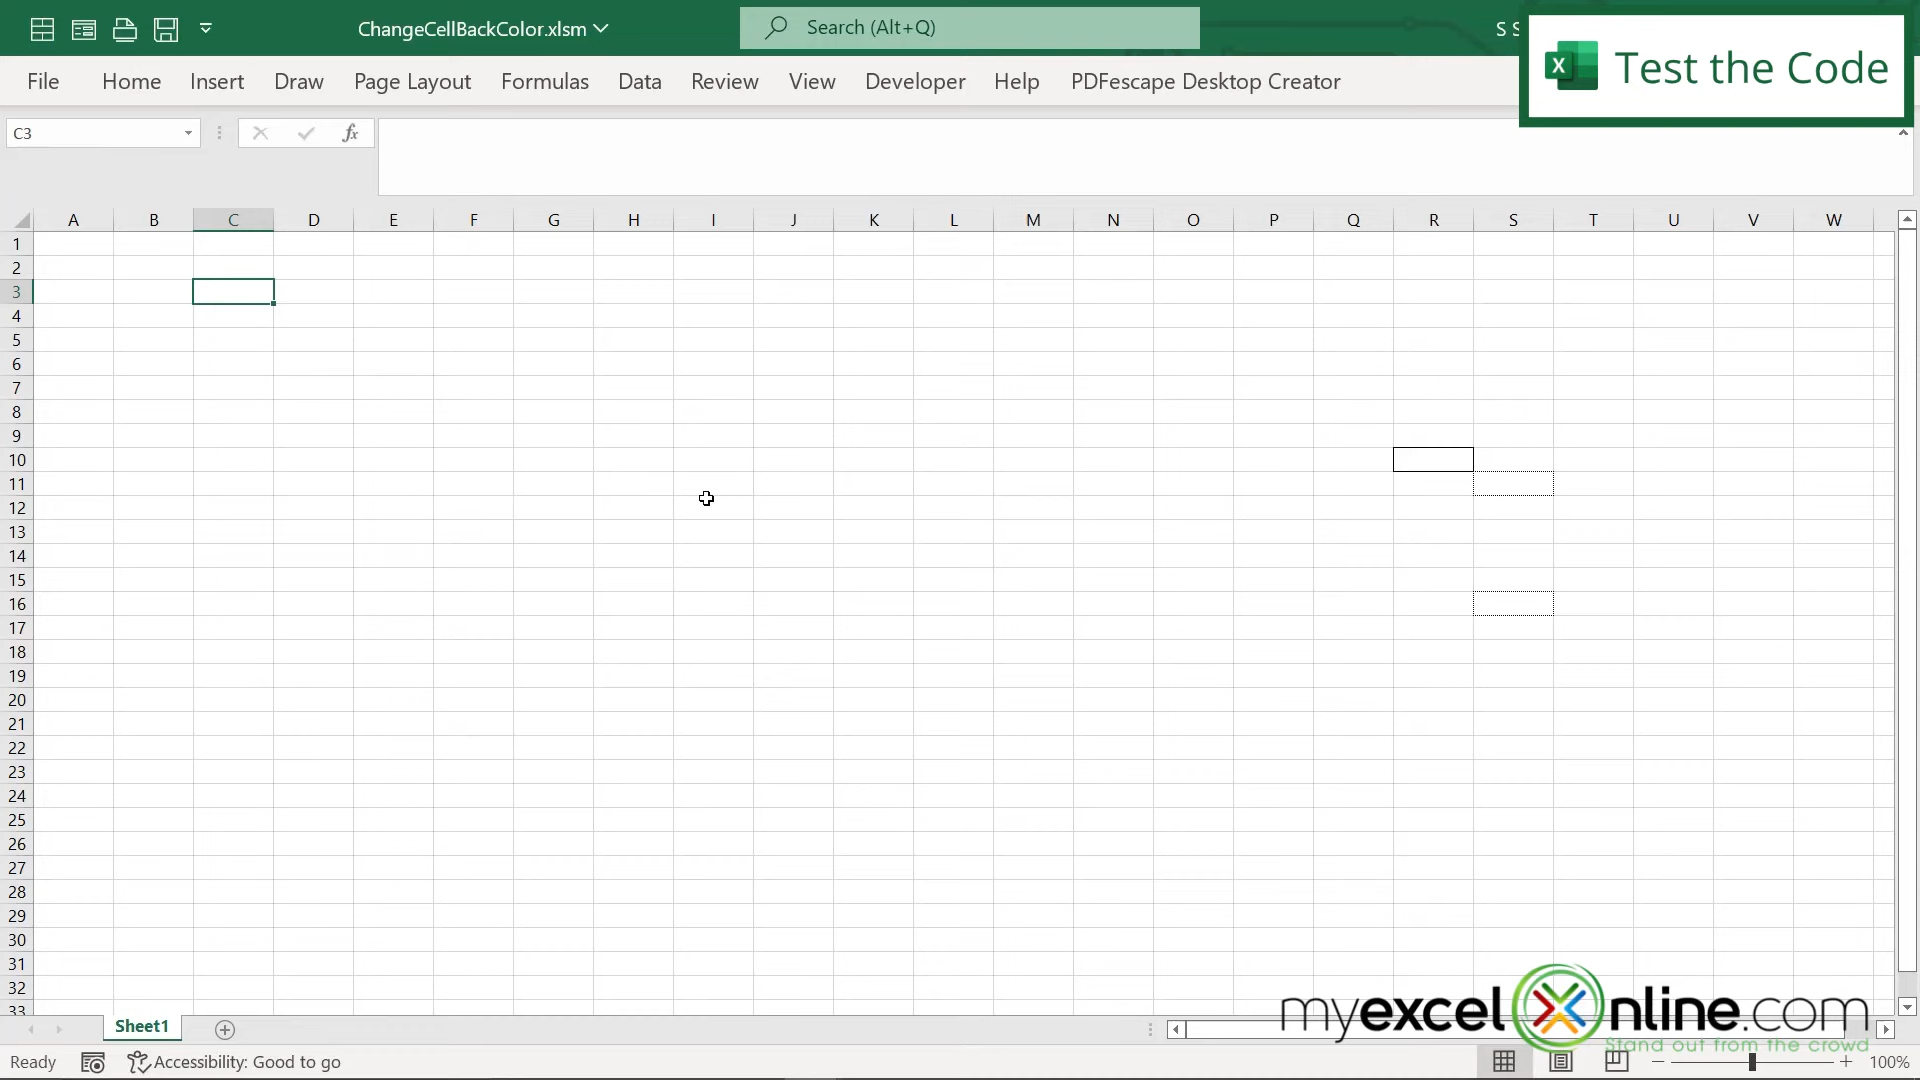 ChangeCellBackColor.xlsm
Search (Alt+Q)
S S
Test the Code
File Home Insert Draw Page Layout Formulas Data Review View Developer Help PDFescape Desktop Creator
C3
fx
A B C D E F G H I J K L M N O P Q R S T U V W
1
2
3
4
5
6
7
8
9
10
11
12
13
14
15
16
17
18
19
20
21
22
23
24
25
26
27
28
29
30
31
32
33
myexcelonline.com
Stand out from the crowd
Sheet1
Ready Accessibility: Good to go 100%